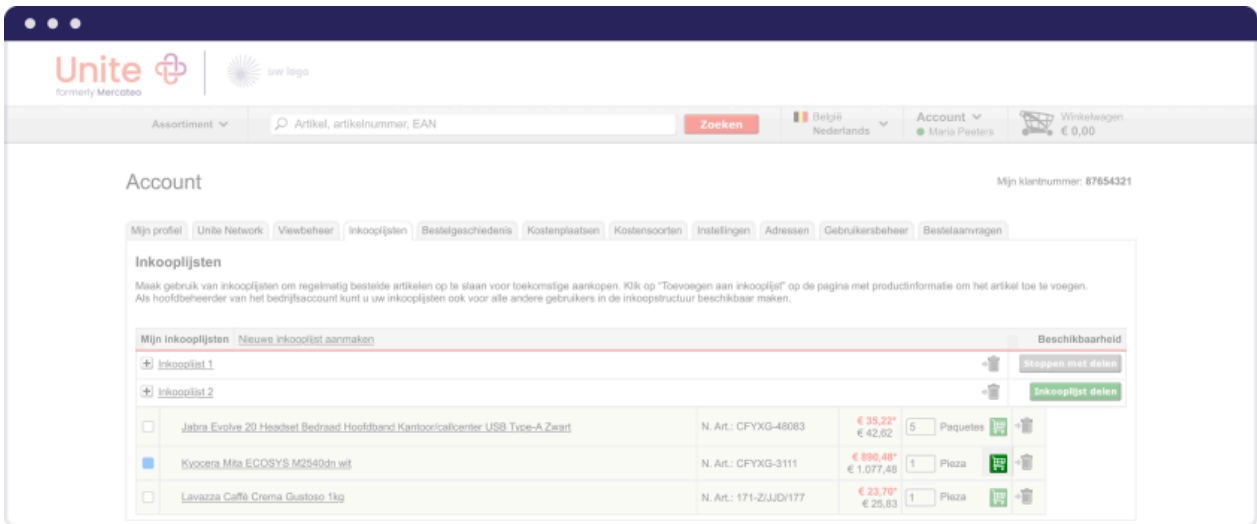 Unite
formerly Mercateo
uw logo
Assortiment
Artikel, artikelnummer, EAN
Zoeken
België
Nederlands
Account
Maria Peeters
Winkelwagen
€ 0,00
Account
Mijn klantnummer: 87654321
Mijn profiel Unite Network Viewbeheer Inkooplijsten Bestelgeschiedenis Kostenplaatsen Kostensoorten Instellingen Adressen Gebruikersbeheer Bestelaanvragen
Inkooplijsten
Maak gebruik van inkooplijsten om regelmatig bestelde artikelen op te slaan voor toekomstige aankopen. Klik op "Toevoegen aan inkooplijst" op de pagina met productinformatie om het artikel toe te voegen.
Als hoofdbeheerder van het bedrijfsaccount kunt u uw inkooplijsten ook voor alle andere gebruikers in de inkoopstructuur beschikbaar maken.
Mijn inkooplijsten Nieuwe inkooplijst aanmaken Beschikbaarheid
Inkooplijst 1 Stoppen met delen
Inkooplijst 2 Inkooplijst delen
Jabra Evolve 20 Headset Bedraad Hoofdband Kantoor/callcenter USB Type-A Zwart N. Art.: CFYXG-48083 € 35,22* 5 Paquetes
€ 42,62
Kyocera Mita ECOSYS M2540dn wit N. Art.: CFYXG-3111 € 890,48* 1 Pieza
€ 1.077,48
Lavazza Caffè Crema Gustoso 1kg N. Art.: 171-Z/JJD/177 € 23,70* 1 Pieza
€ 25,83